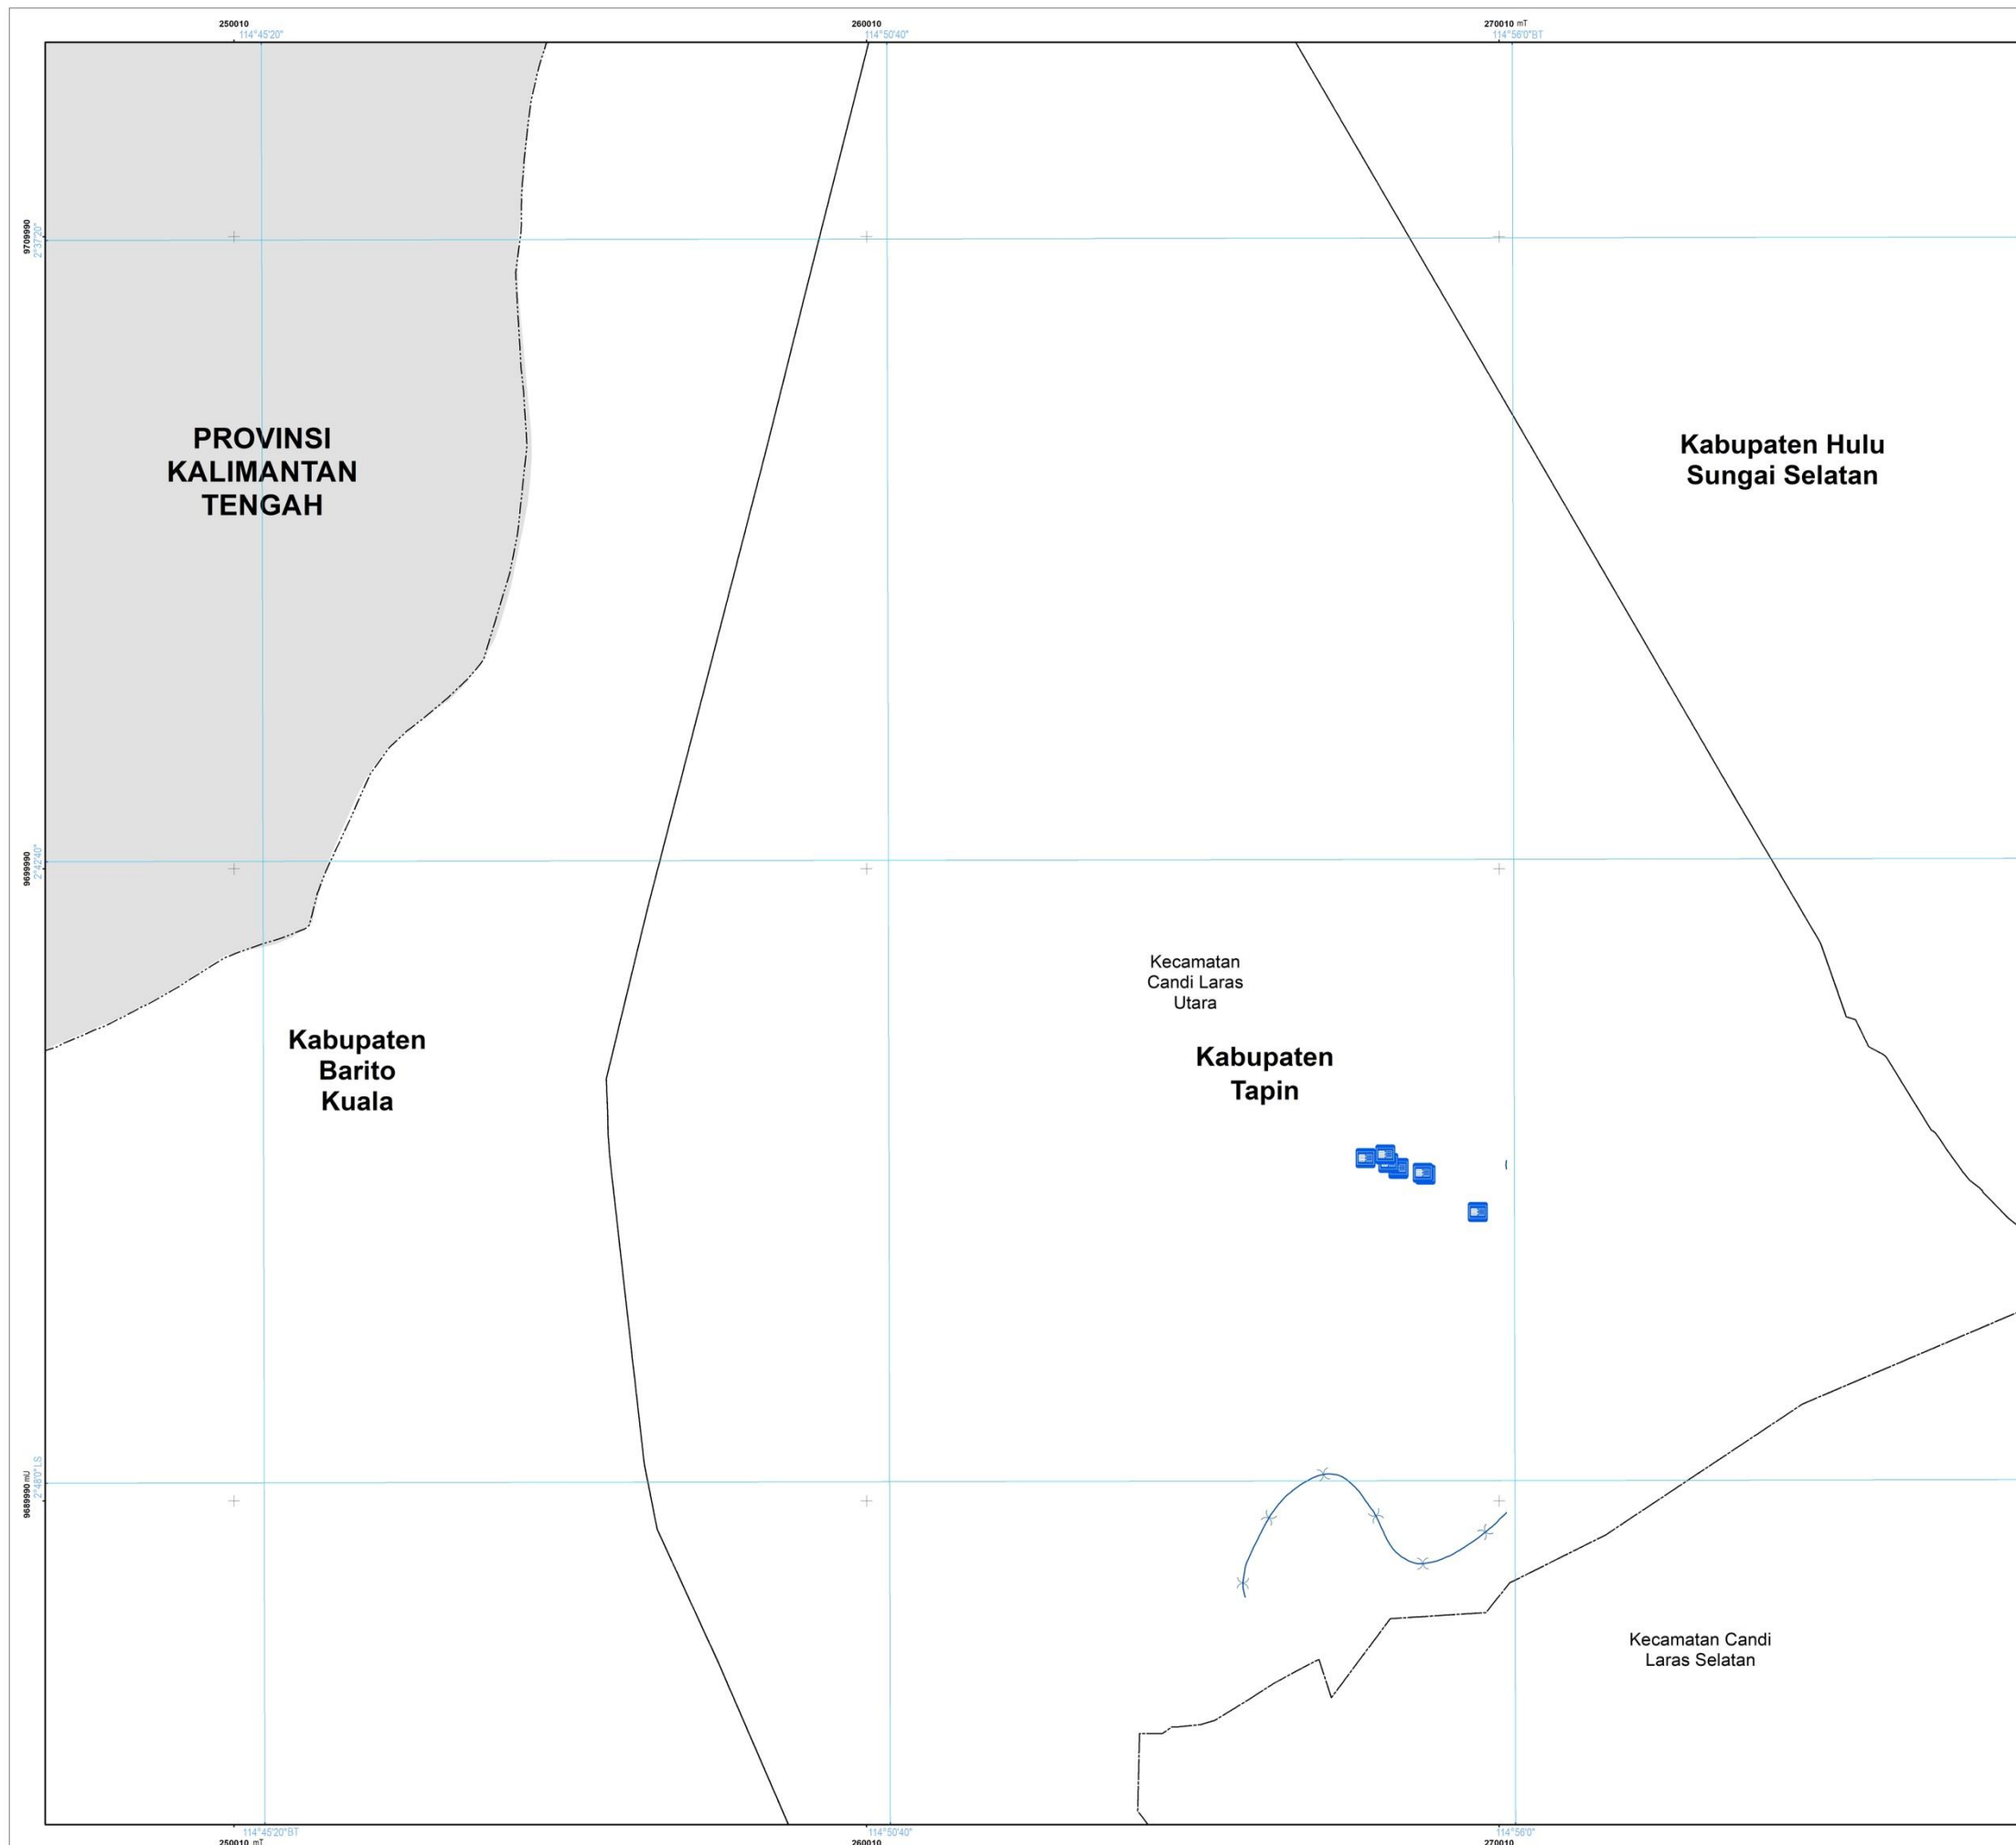 250010
260010
270010 mT
114°45'20"
114°50'40"
114°56'0"BT
9709990
2°37'20"
PROVINSI
KALIMANTAN
TENGAH
Kabupaten Hulu
Sungai Selatan
9699990
2°42'40"
Kecamatan
Candi Laras
Utara
Kabupaten
Barito
Kuala
Kabupaten
Tapin
9689990 mU
2°48'0"LS
Kecamatan Candi
Laras Selatan
114°45'20"BT
114°50'40"
114°56'0"
250010 mT
260010
270010